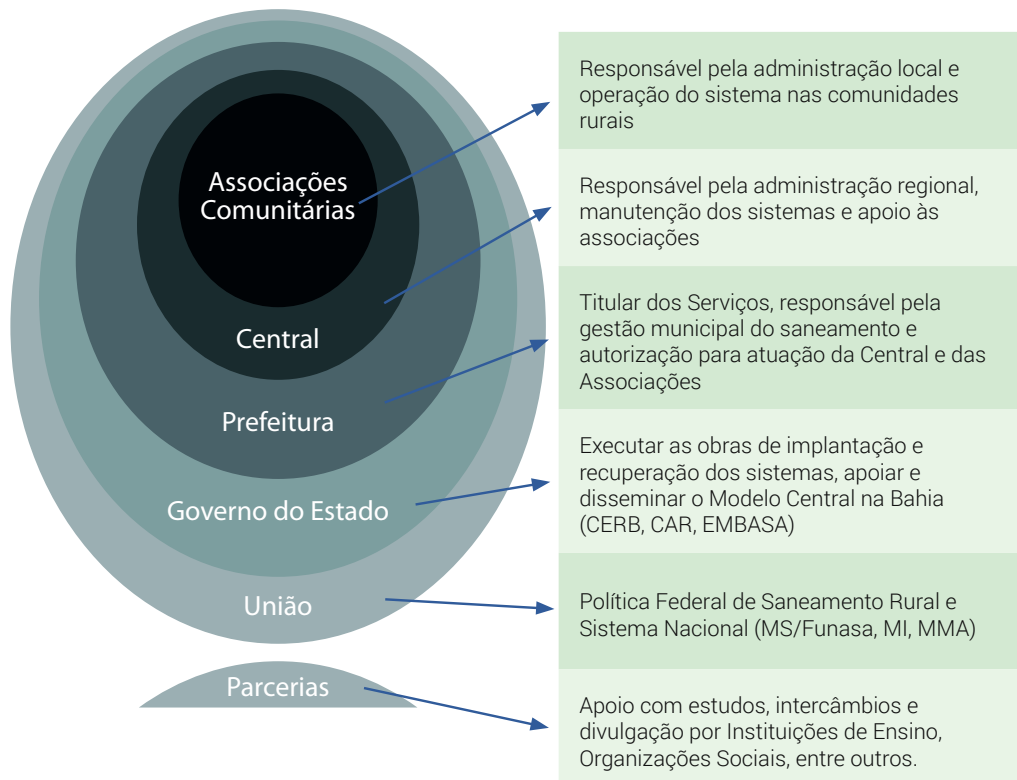 Associações
Comunitárias
Central
Prefeitura
Governo do Estado
União
Parcerias
Responsável pela administração local e
operação do sistema nas comunidades
rurais
Responsável pela administração regional,
manutenção dos sistemas e apoio às
associações
Titular dos Serviços, responsável pela
gestão municipal do saneamento e
autorização para atuação da Central e das
Associações
Executar as obras de implantação e
recuperação dos sistemas, apoiar e
disseminar o Modelo Central na Bahia
(CERB, CAR, EMBASA)
Política Federal de Saneamento Rural e
Sistema Nacional (MS/Funasa, MI, MMA)
Apoio com estudos, intercâmbios e
divulgação por Instituições de Ensino,
Organizações Sociais, entre outros.